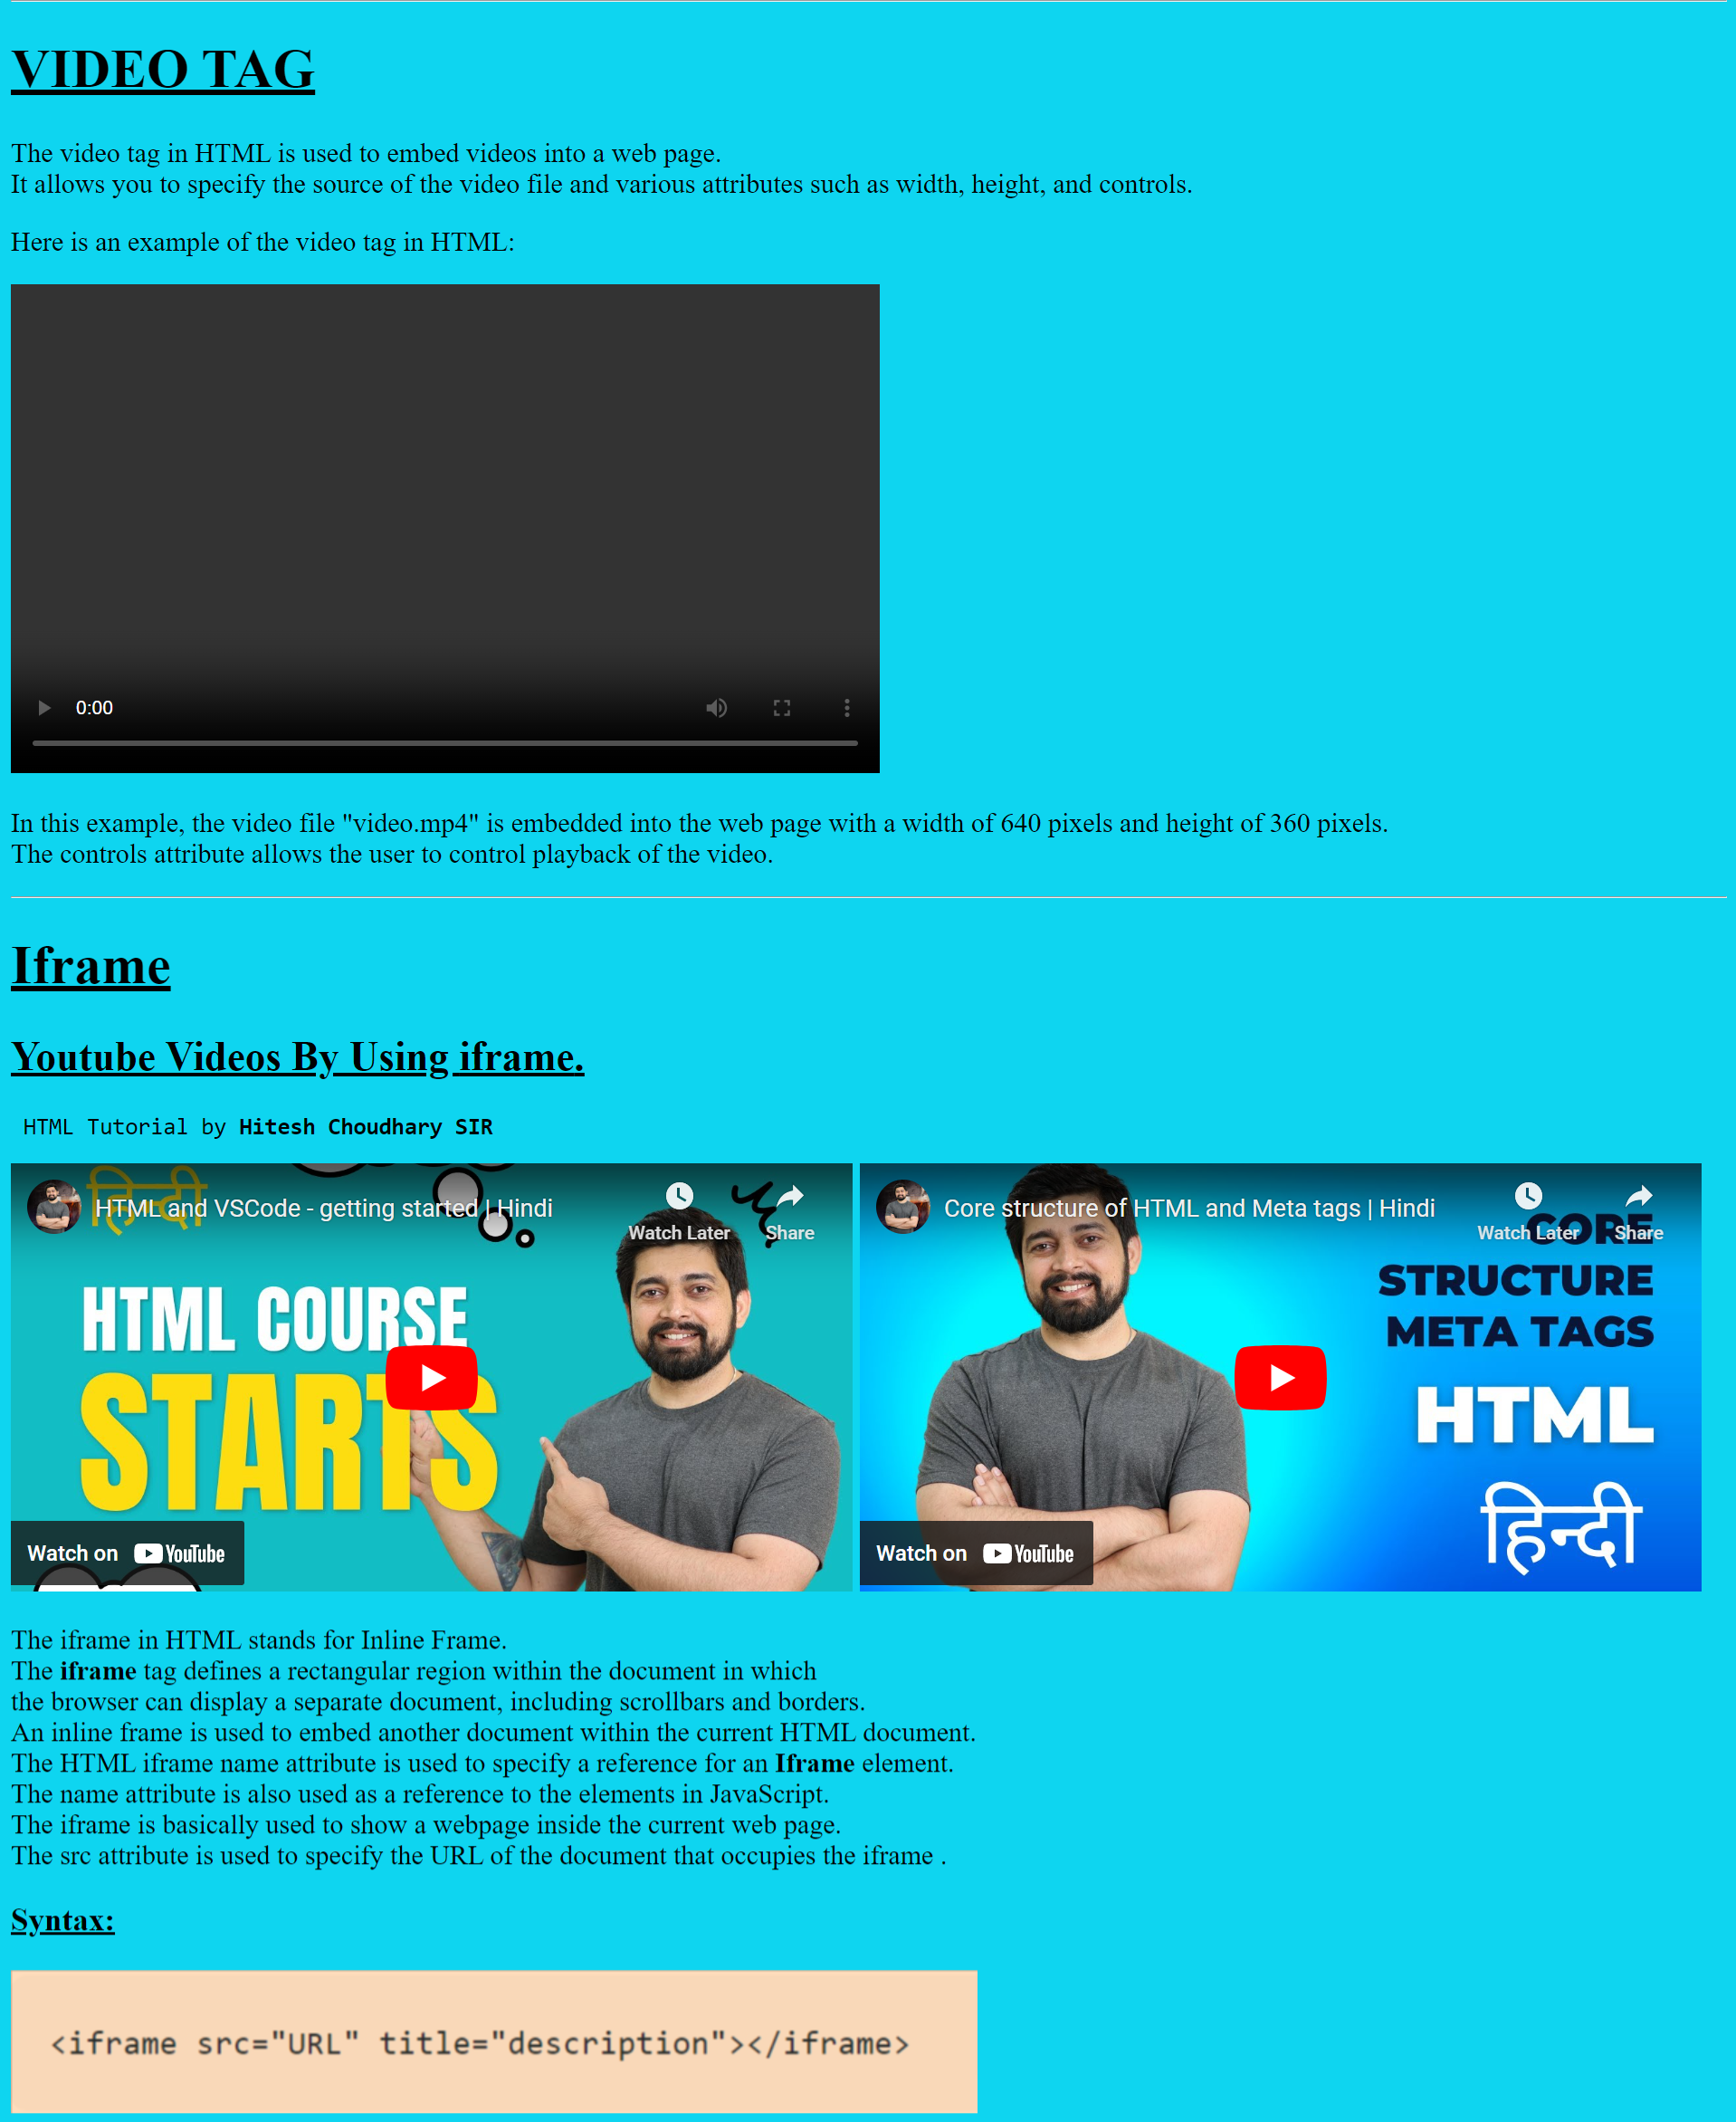 VIDEO TAG
The video tag in HTML is used to embed videos into a web page.
It allows you to specify the source of the video file and various attributes such as width, height, and controls.
Here is an example of the video tag in HTML:
0:00
In this example, the video file "video.mp4" is embedded into the web page with a width of 640 pixels and height of 360 pixels.
The controls attribute allows the user to control playback of the video.
Iframe
Youtube Videos By Using iframe.
HTML Tutorial by Hitesh Choudhary SIR
हिन्दी
HTML and VSCode - getting started | Hindi
Watch Later
Share
HTML COURSE
STARTS
Watch on YouTube
Core structure of HTML and Meta tags | Hindi
Watch Later
Share
CORE
STRUCTURE
META TAGS
HTML
हिन्दी
Watch on YouTube
The iframe in HTML stands for Inline Frame.
The iframe tag defines a rectangular region within the document in which
the browser can display a separate document, including scrollbars and borders.
An inline frame is used to embed another document within the current HTML document.
The HTML iframe name attribute is used to specify a reference for an Iframe element.
The name attribute is also used as a reference to the elements in JavaScript.
The iframe is basically used to show a webpage inside the current web page.
The src attribute is used to specify the URL of the document that occupies the iframe .
Syntax:
<iframe src="URL" title="description"></iframe>